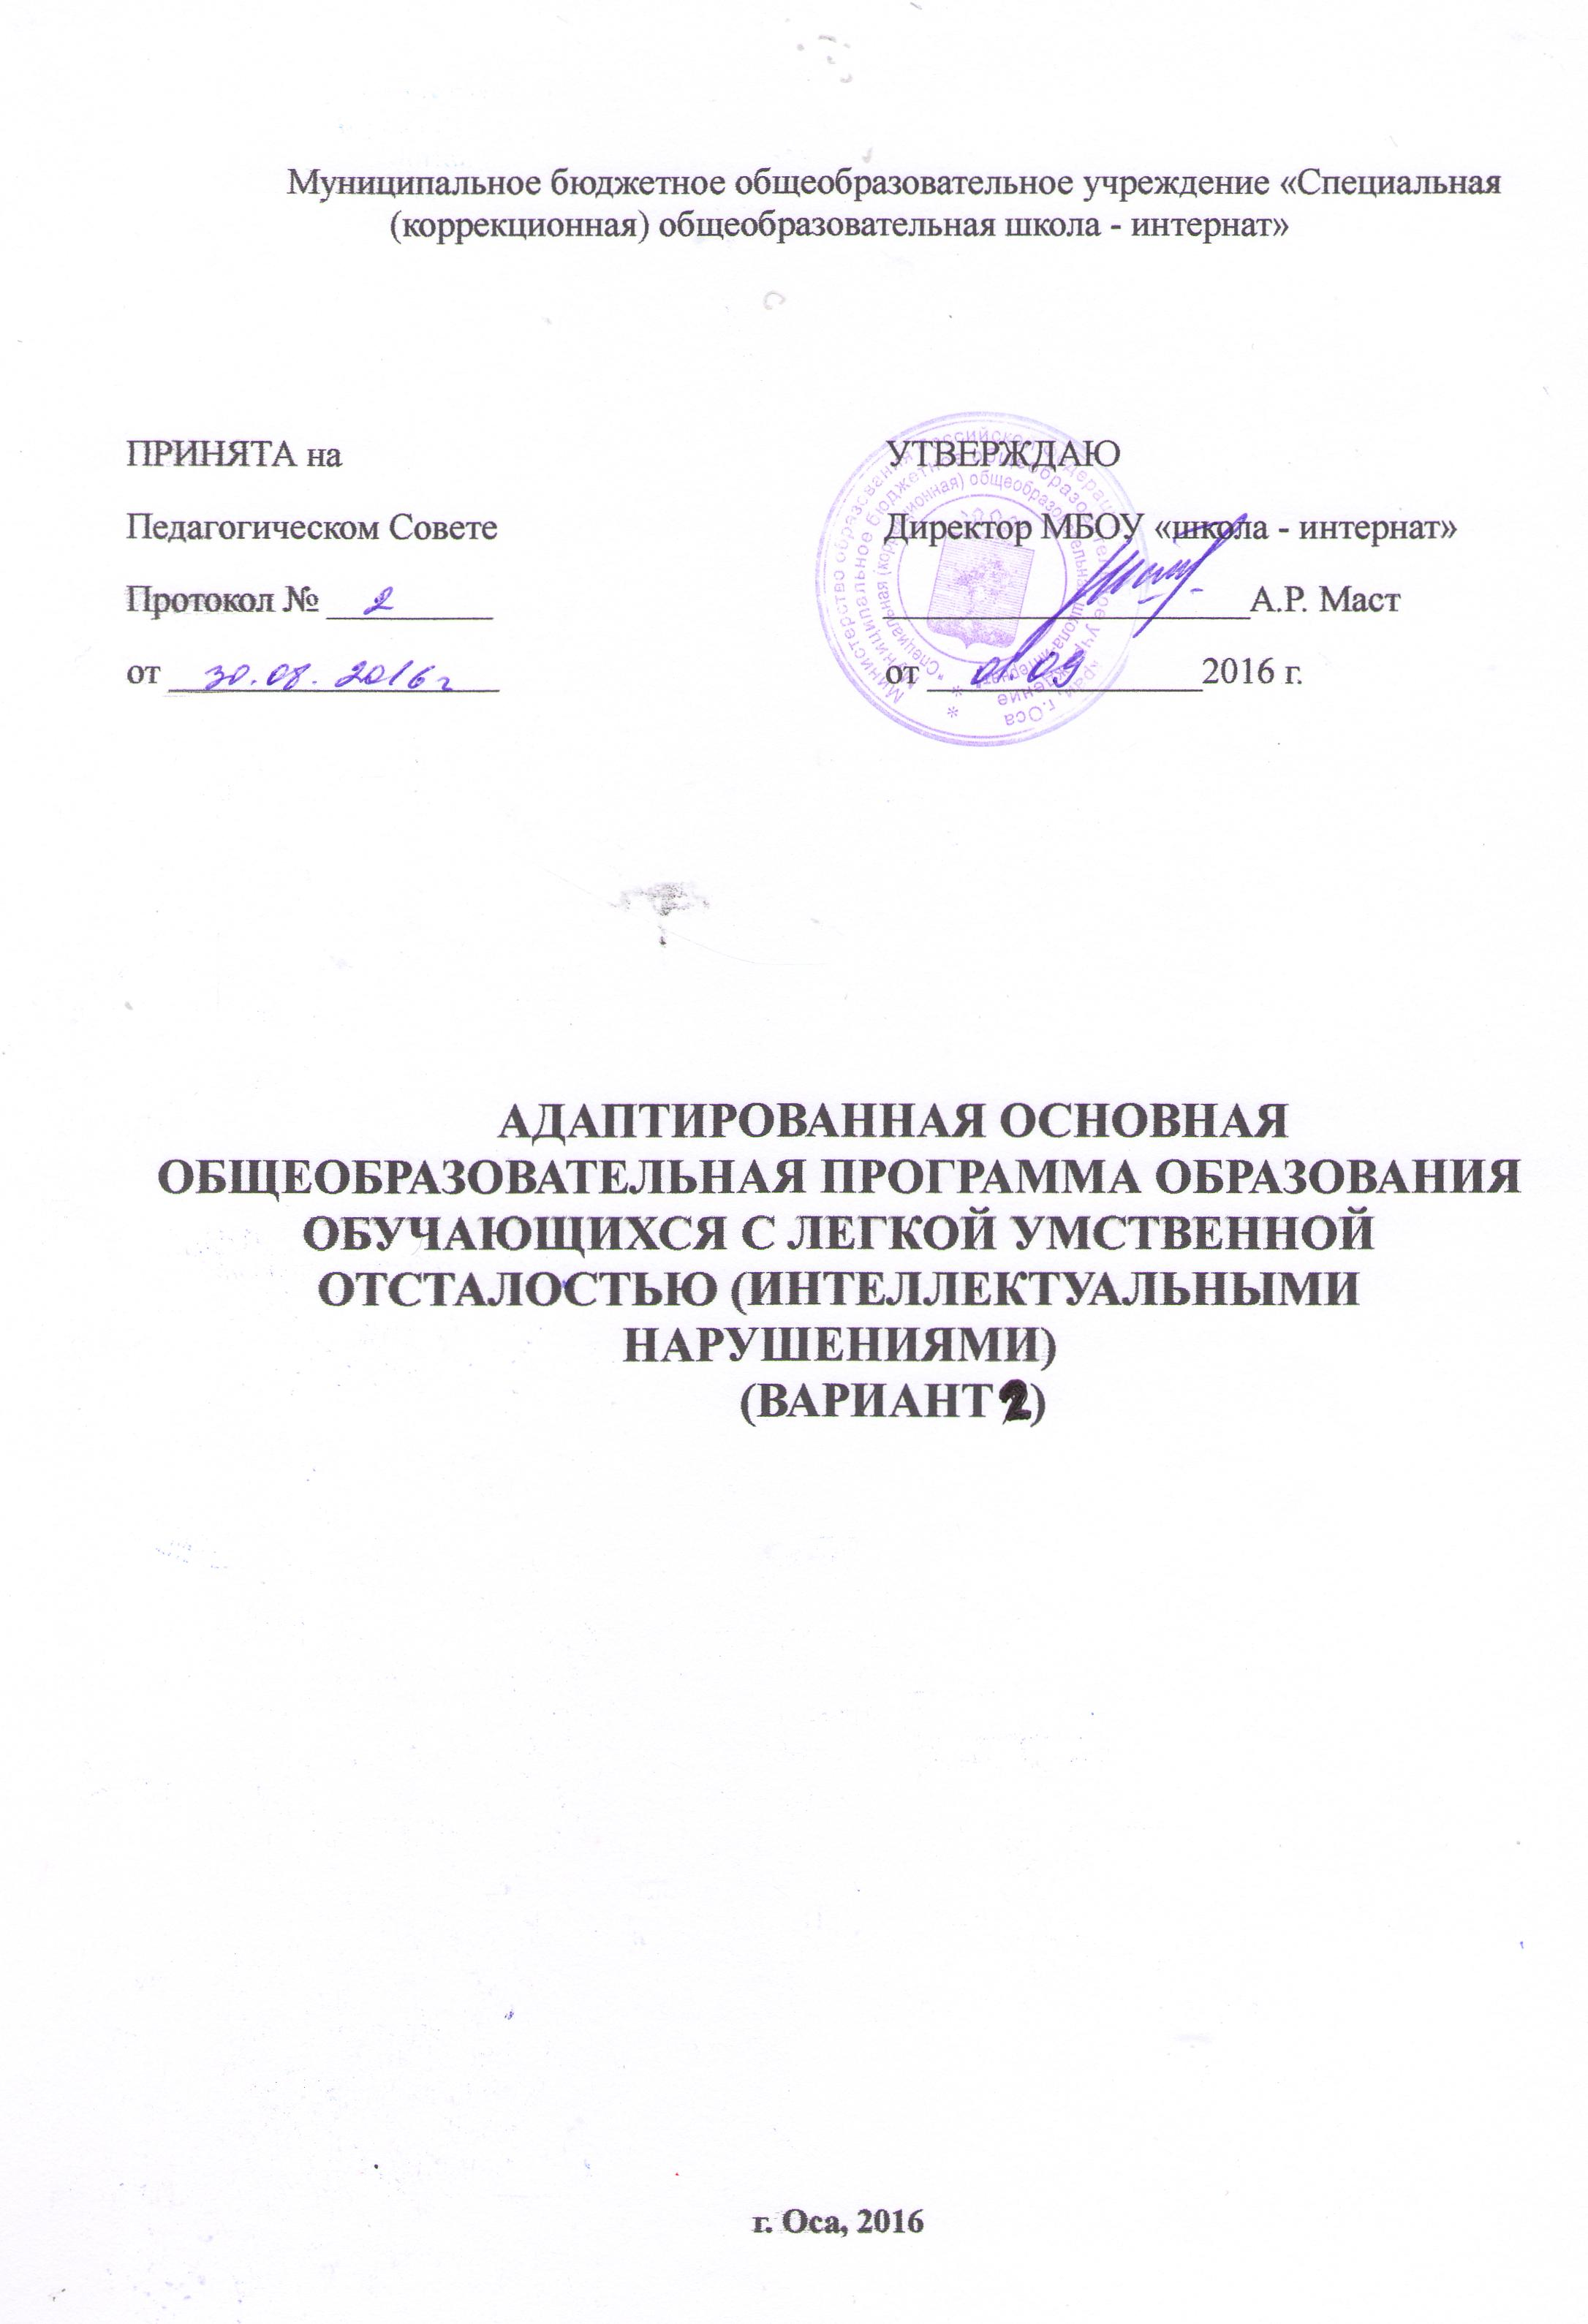 Муниципальное бюджетное общеобразовательное учреждение «Специальная
(коррекционная) общеобразовательная школа - интернат»
ПРИНЯТА на
Педагогическом Совете
Протокол № 2
от 30.08.2016 г
УТВЕРЖДАЮ
Директор МБОУ «школа - интернат»
А.Р. Маст
от 01.09 2016 г.
АДАПТИРОВАННАЯ ОСНОВНАЯ
ОБЩЕОБРАЗОВАТЕЛЬНАЯ ПРОГРАММА ОБРАЗОВАНИЯ
ОБУЧАЮЩИХСЯ С ЛЕГКОЙ УМСТВЕННОЙ
ОТСТАЛОСТЬЮ (ИНТЕЛЛЕКТУАЛЬНЫМИ
НАРУШЕНИЯМИ)
(ВАРИАНТ 2)
г. Оса, 2016